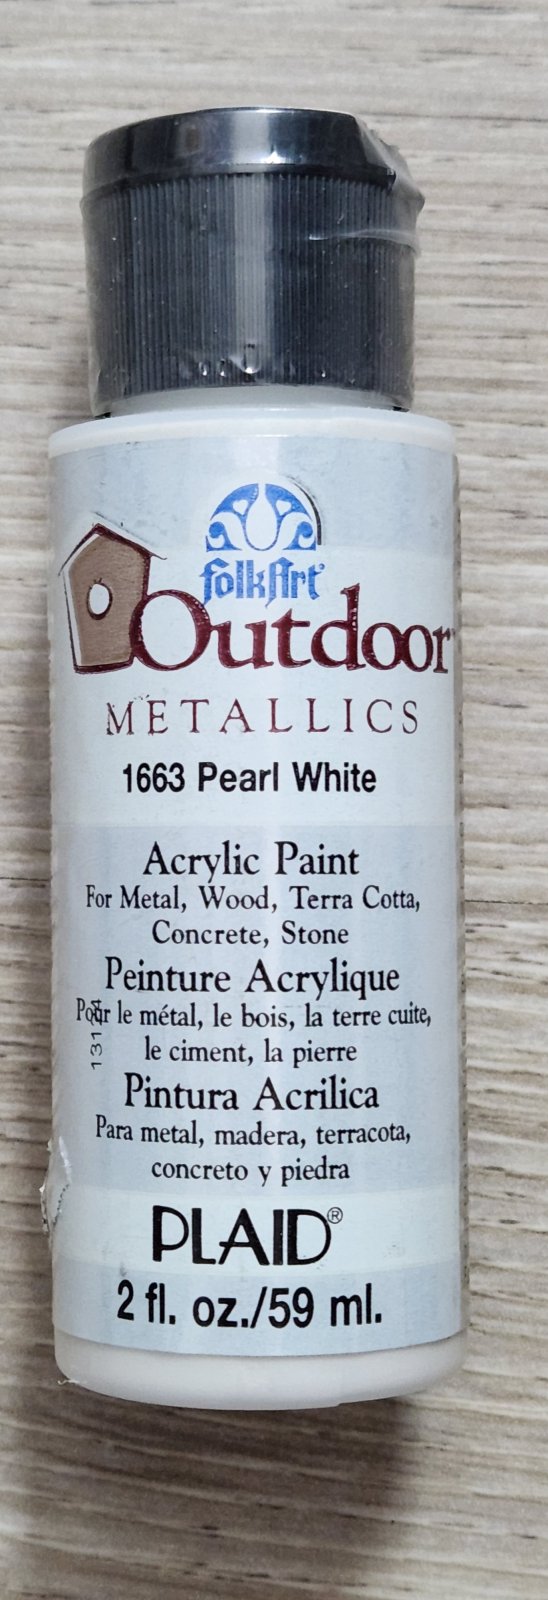 folkArt
Outdoor
METALLICS
1663 Pearl White
Acrylic Paint
For Metal, Wood, Terra Cotta,
Concrete, Stone
Peinture Acrylique
Pour le métal, le bois, la terre cuite,
le ciment, la pierre
Pintura Acrilica
Para metal, madera, terracota,
concreto y piedra
PLAID®
2 fl. oz./59 ml.